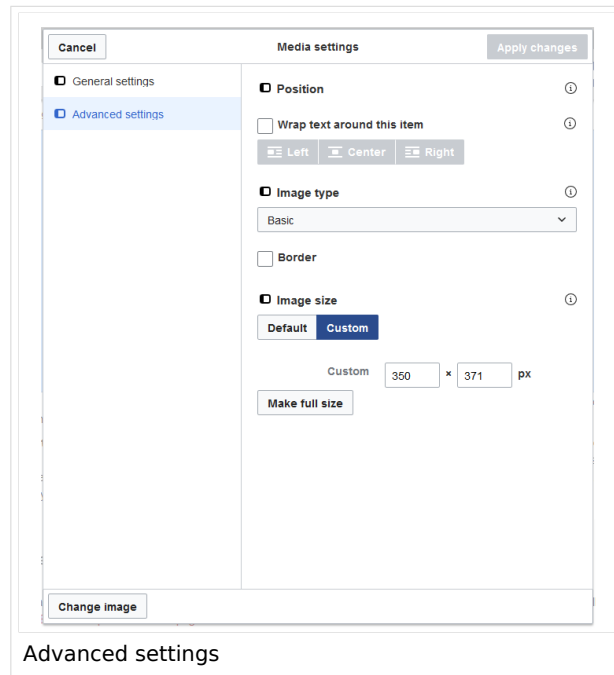 Cancel Media settings Apply changes
General settings
Advanced settings
Position
Wrap text around this item
Left Center Right
Image type
Basic
Border
Image size
Default Custom
Custom 350 × 371 px
Make full size
Change image
Advanced settings